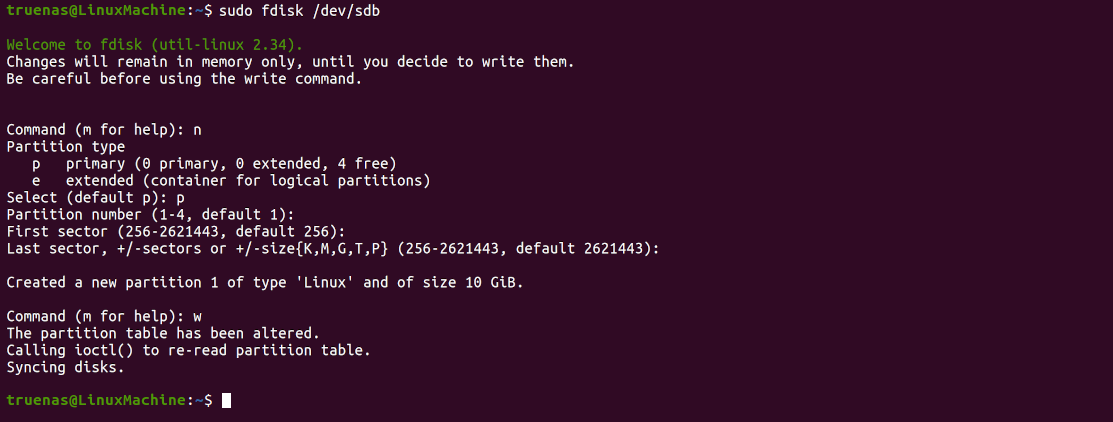 truenas@LinuxMachine:~$ sudo fdisk /dev/sdb
Welcome to fdisk (util-linux 2.34).
Changes will remain in memory only, until you decide to write them.
Be careful before using the write command.
Command (m for help): n
Partition type
   p   primary (0 primary, 0 extended, 4 free)
   e   extended (container for logical partitions)
Select (default p): p
Partition number (1-4, default 1):
First sector (256-2621443, default 256):
Last sector, +/-sectors or +/-size{K,M,G,T,P} (256-2621443, default 2621443):
Created a new partition 1 of type 'Linux' and of size 10 GiB.
Command (m for help): w
The partition table has been altered.
Calling ioctl() to re-read partition table.
Syncing disks.
truenas@LinuxMachine:~$